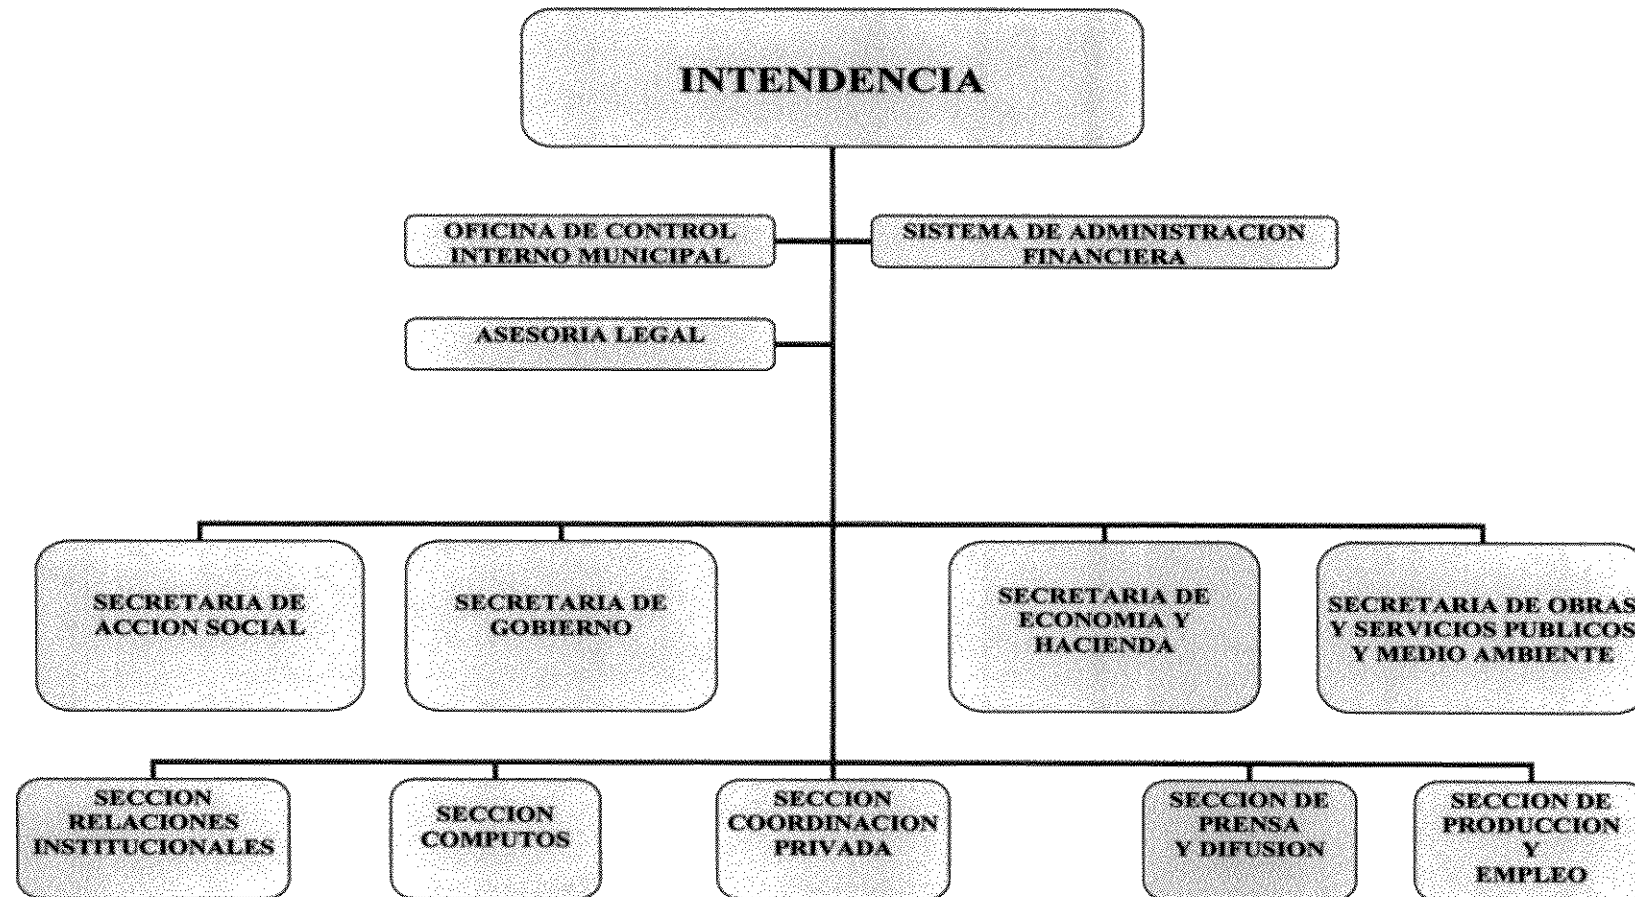 INTENDENCIA
OFICINA DE CONTROL
INTERNO MUNICIPAL
SISTEMA DE ADMINISTRACION
FINANCIERA
ASESORIA LEGAL
SECRETARIA DE
ACCION SOCIAL
SECRETARIA DE
GOBIERNO
SECRETARIA DE
ECONOMIA Y
HACIENDA
SECRETARIA DE OBRAS
Y SERVICIOS PUBLICOS
Y MEDIO AMBIENTE
SECCION
RELACIONES
INSTITUCIONALES
SECCION
COMPUTOS
SECCION
COORDINACION
PRIVADA
SECCION DE
PRENSA
Y DIFUSION
SECCION DE
PRODUCCION
Y
EMPLEO